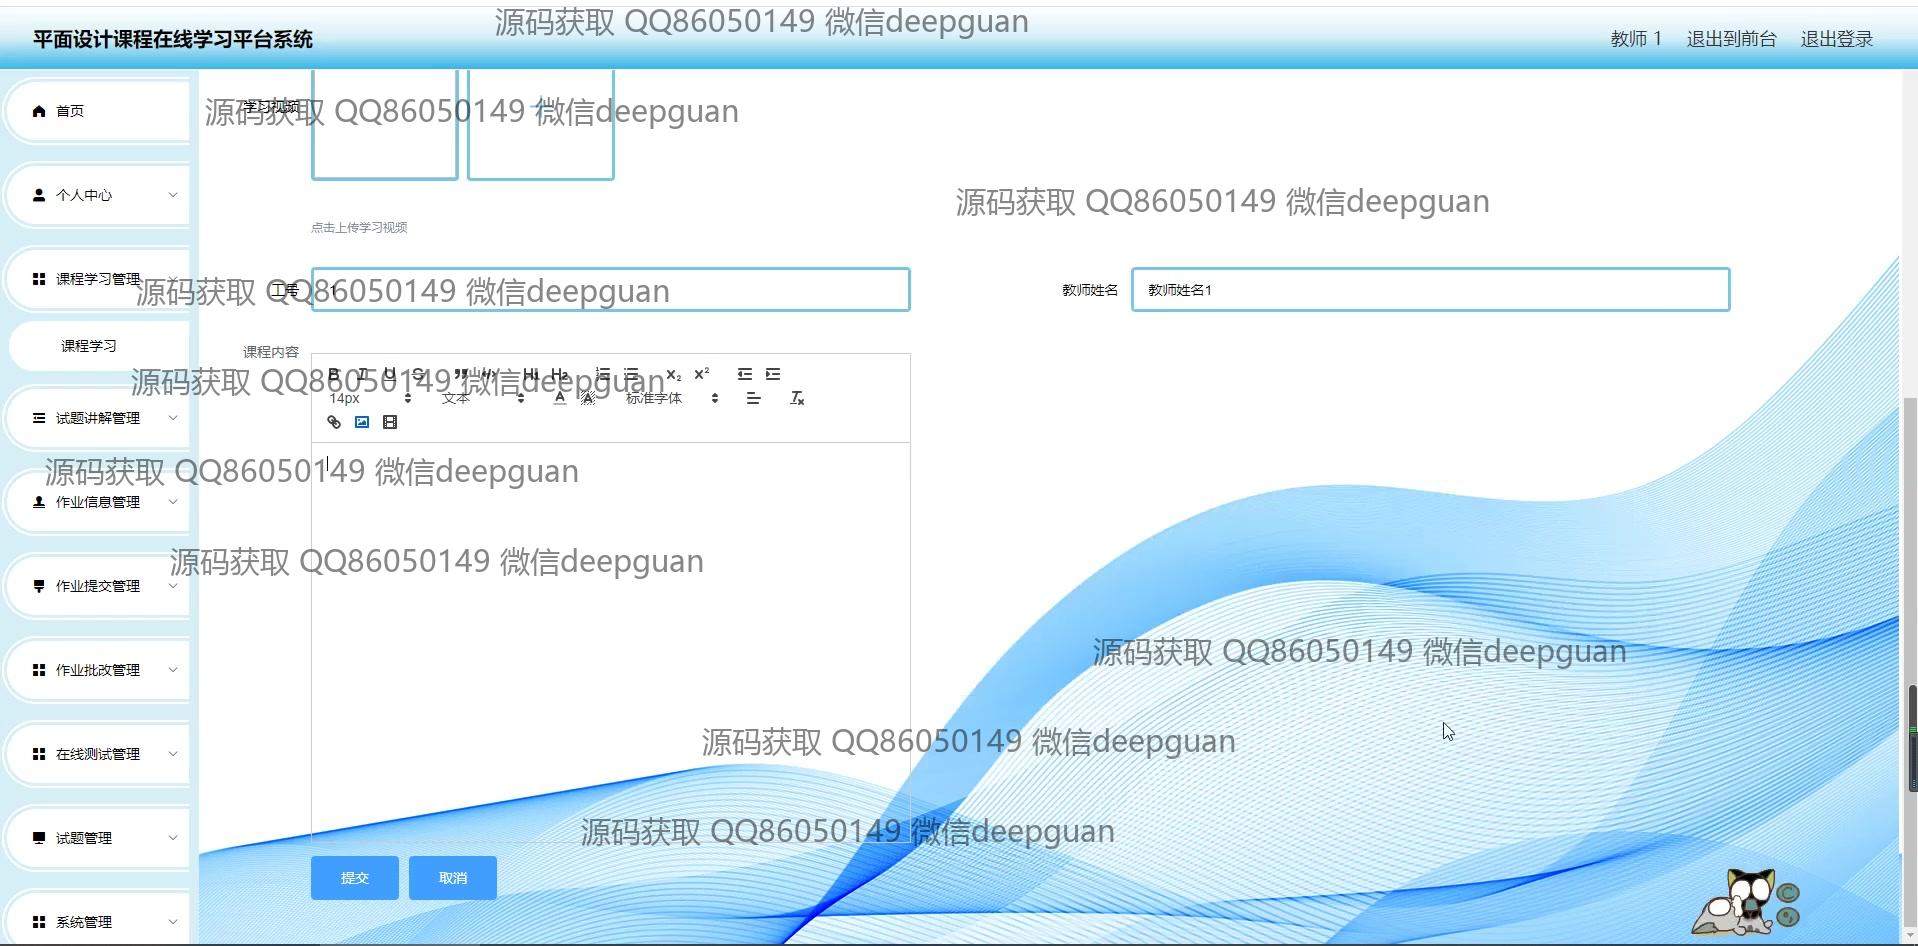 源码获取 QQ86050149 微信deepguan
平面设计课程在线学习平台系统
教师 1 退出到前台 退出登录
首页
学习视频
源码获取 QQ86050149 微信deepguan
个人中心
源码获取 QQ86050149 微信deepguan
点击上传学习视频
课程学习管理
工号 1
教师姓名 教师姓名1
源码获取 QQ86050149 微信deepguan
课程学习
课程内容
B I U S ” </> H1 H2 X₂ X²
源码获取 QQ86050149 微信deepguan
14px 文本 A A 标准字体
试题讲解管理
源码获取 QQ86050149 微信deepguan
作业信息管理
源码获取 QQ86050149 微信deepguan
作业提交管理
源码获取 QQ86050149 微信deepguan
作业批改管理
源码获取 QQ86050149 微信deepguan
在线测试管理
源码获取 QQ86050149 微信deepguan
试题管理
提交 取消
系统管理